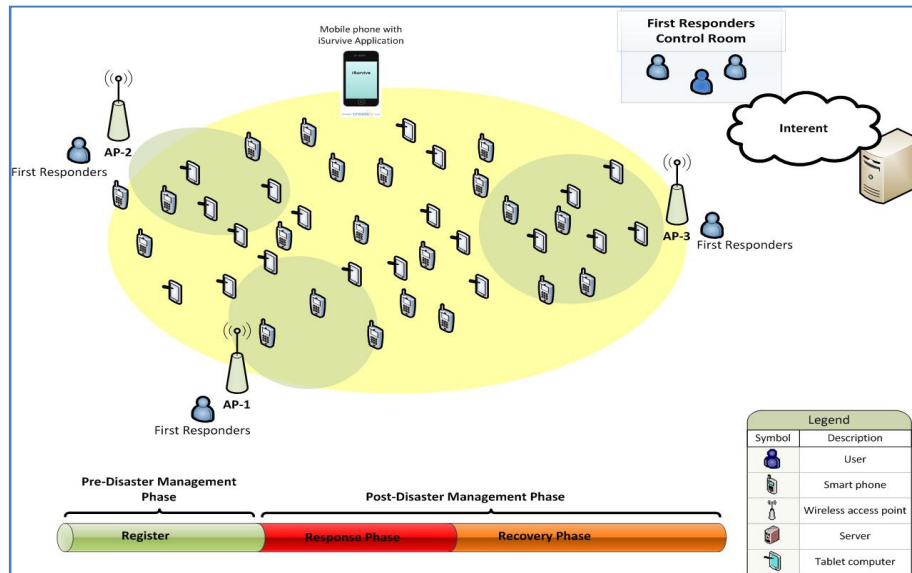 Mobile phone with
iSurvive Application
iSurvive
First Responders
Control Room
Interent
AP-2
First Responders
AP-3
First Responders
AP-1
First Responders
Pre-Disaster Management
Phase
Post-Disaster Management Phase
Register
Response Phase
Recovery Phase
Legend
Symbol
Description
User
Smart phone
Wireless access point
Server
Tablet computer